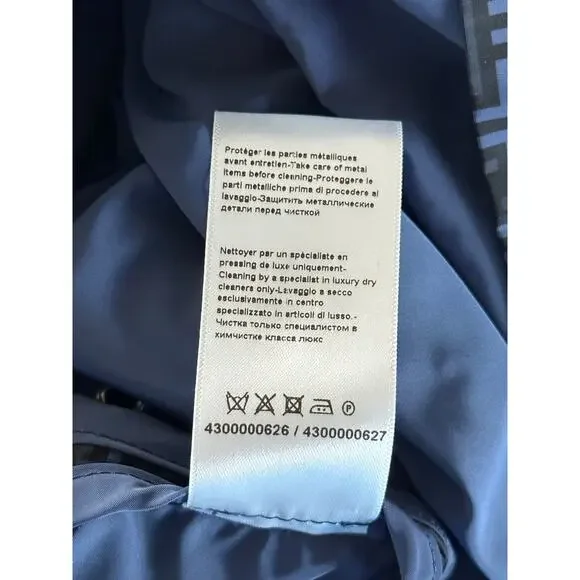 Protéger les parties métalliques
avant entretien-Take care of metal
items before cleaning-Proteggere le
parti metalliche prima di procedere al
lavaggio-Защитить металлические
детали перед чисткой
Nettoyer par un spécialiste en
pressing de luxe uniquement-
Cleaning by a specialist in luxury dry
cleaners only-Lavaggio a secco
esclusivamente in centro
specializzato in articoli di lusso.-
Чистка только специалистом в
химчистке класса люкс
P
4300000626 / 4300000627